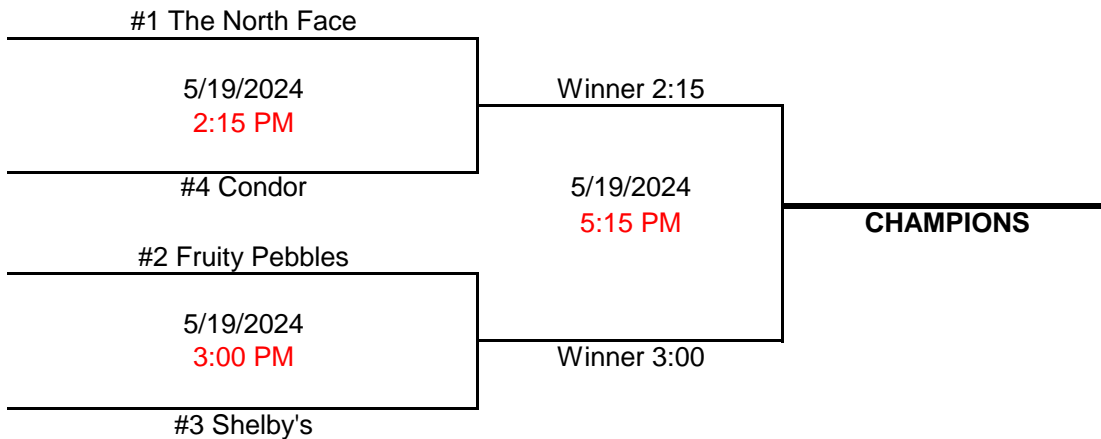 #1 The North Face
5/19/2024
2:15 PM
#4 Condor
Winner 2:15
5/19/2024
5:15 PM
CHAMPIONS
#2 Fruity Pebbles
5/19/2024
3:00 PM
#3 Shelby's
Winner 3:00